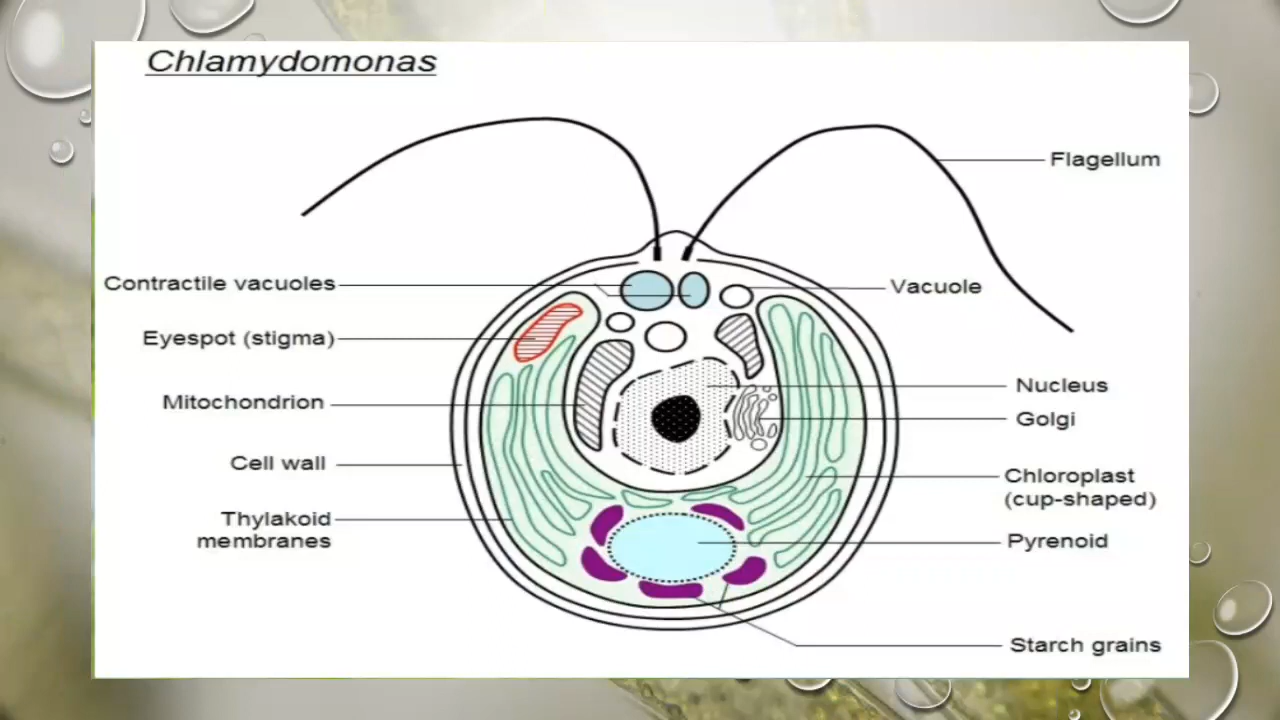 Chlamydomonas
Flagellum
Contractile vacuoles
Vacuole
Eyespot (stigma)
Nucleus
Mitochondrion
Golgi
Cell wall
Chloroplast
(cup-shaped)
Thylakoid
membranes
Pyrenoid
Starch grains